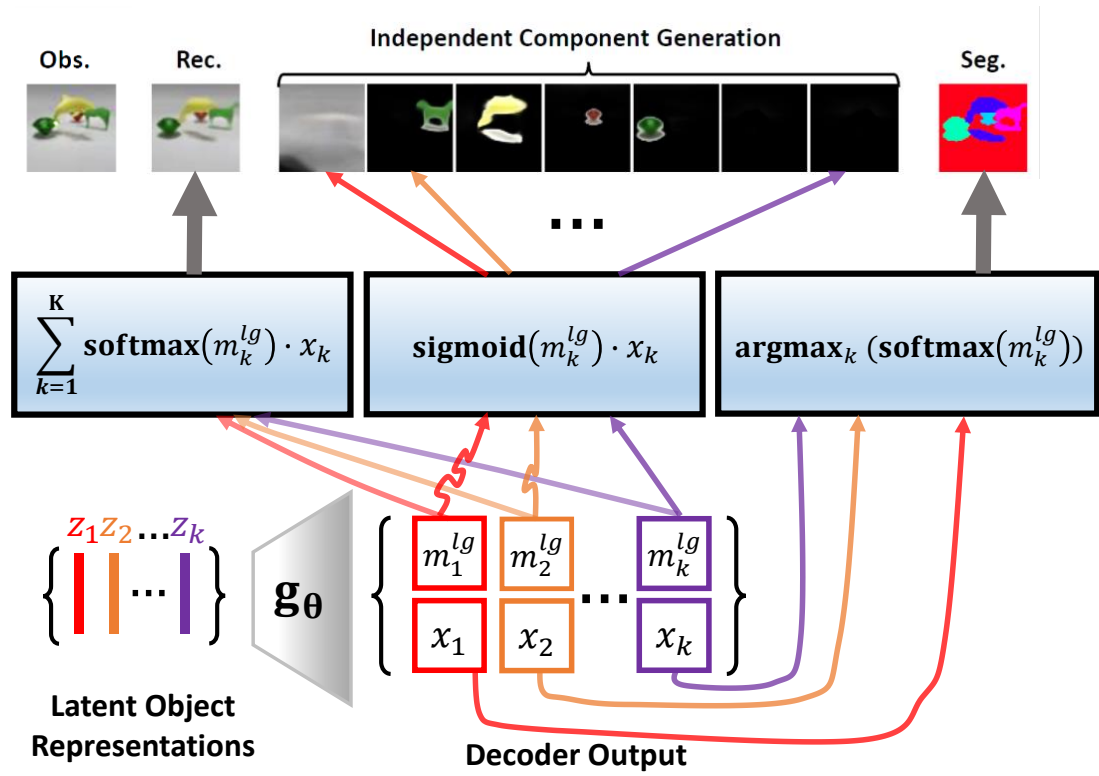 Independent Component Generation
Obs. Rec. Seg.
...
K
∑ softmax(m_k^{lg}) · x_k
k=1
sigmoid(m_k^{lg}) · x_k
argmax_k (softmax(m_k^{lg}))
z_1 z_2 ... z_k
{ ... }
g_θ
{ m_1^{lg} m_2^{lg} m_k^{lg} }
...
x_1 x_2 x_k
Latent Object
Representations
Decoder Output